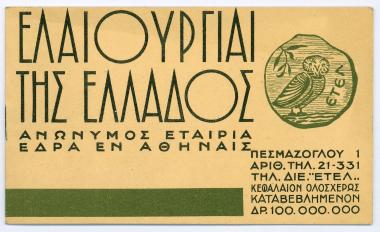 ΕΛΑΙΟΥΡΓΙΑΙ
ΤΗΣ ΕΛΛΑΔΟΣ
ΑΝΩΝΥΜΟΣ ΕΤΑΙΡΙΑ
ΕΔΡΑ ΕΝ ΑΘΗΝΑΙΣ
ΕΤΕΛ
ΠΕΣΜΑΖΟΓΛΟΥ 1
ΑΡΙΘ. ΤΗΛ. 21-331
ΤΗΛ. ΔΙΕ. "ΕΤΕΛ"..
ΚΕΦΑΛΑΙΟΝ ΟΛΟΣΧΕΡΩΣ
ΚΑΤΑΒΕΒΛΗΜΕΝΟΝ
ΔΡ. 100.000.000